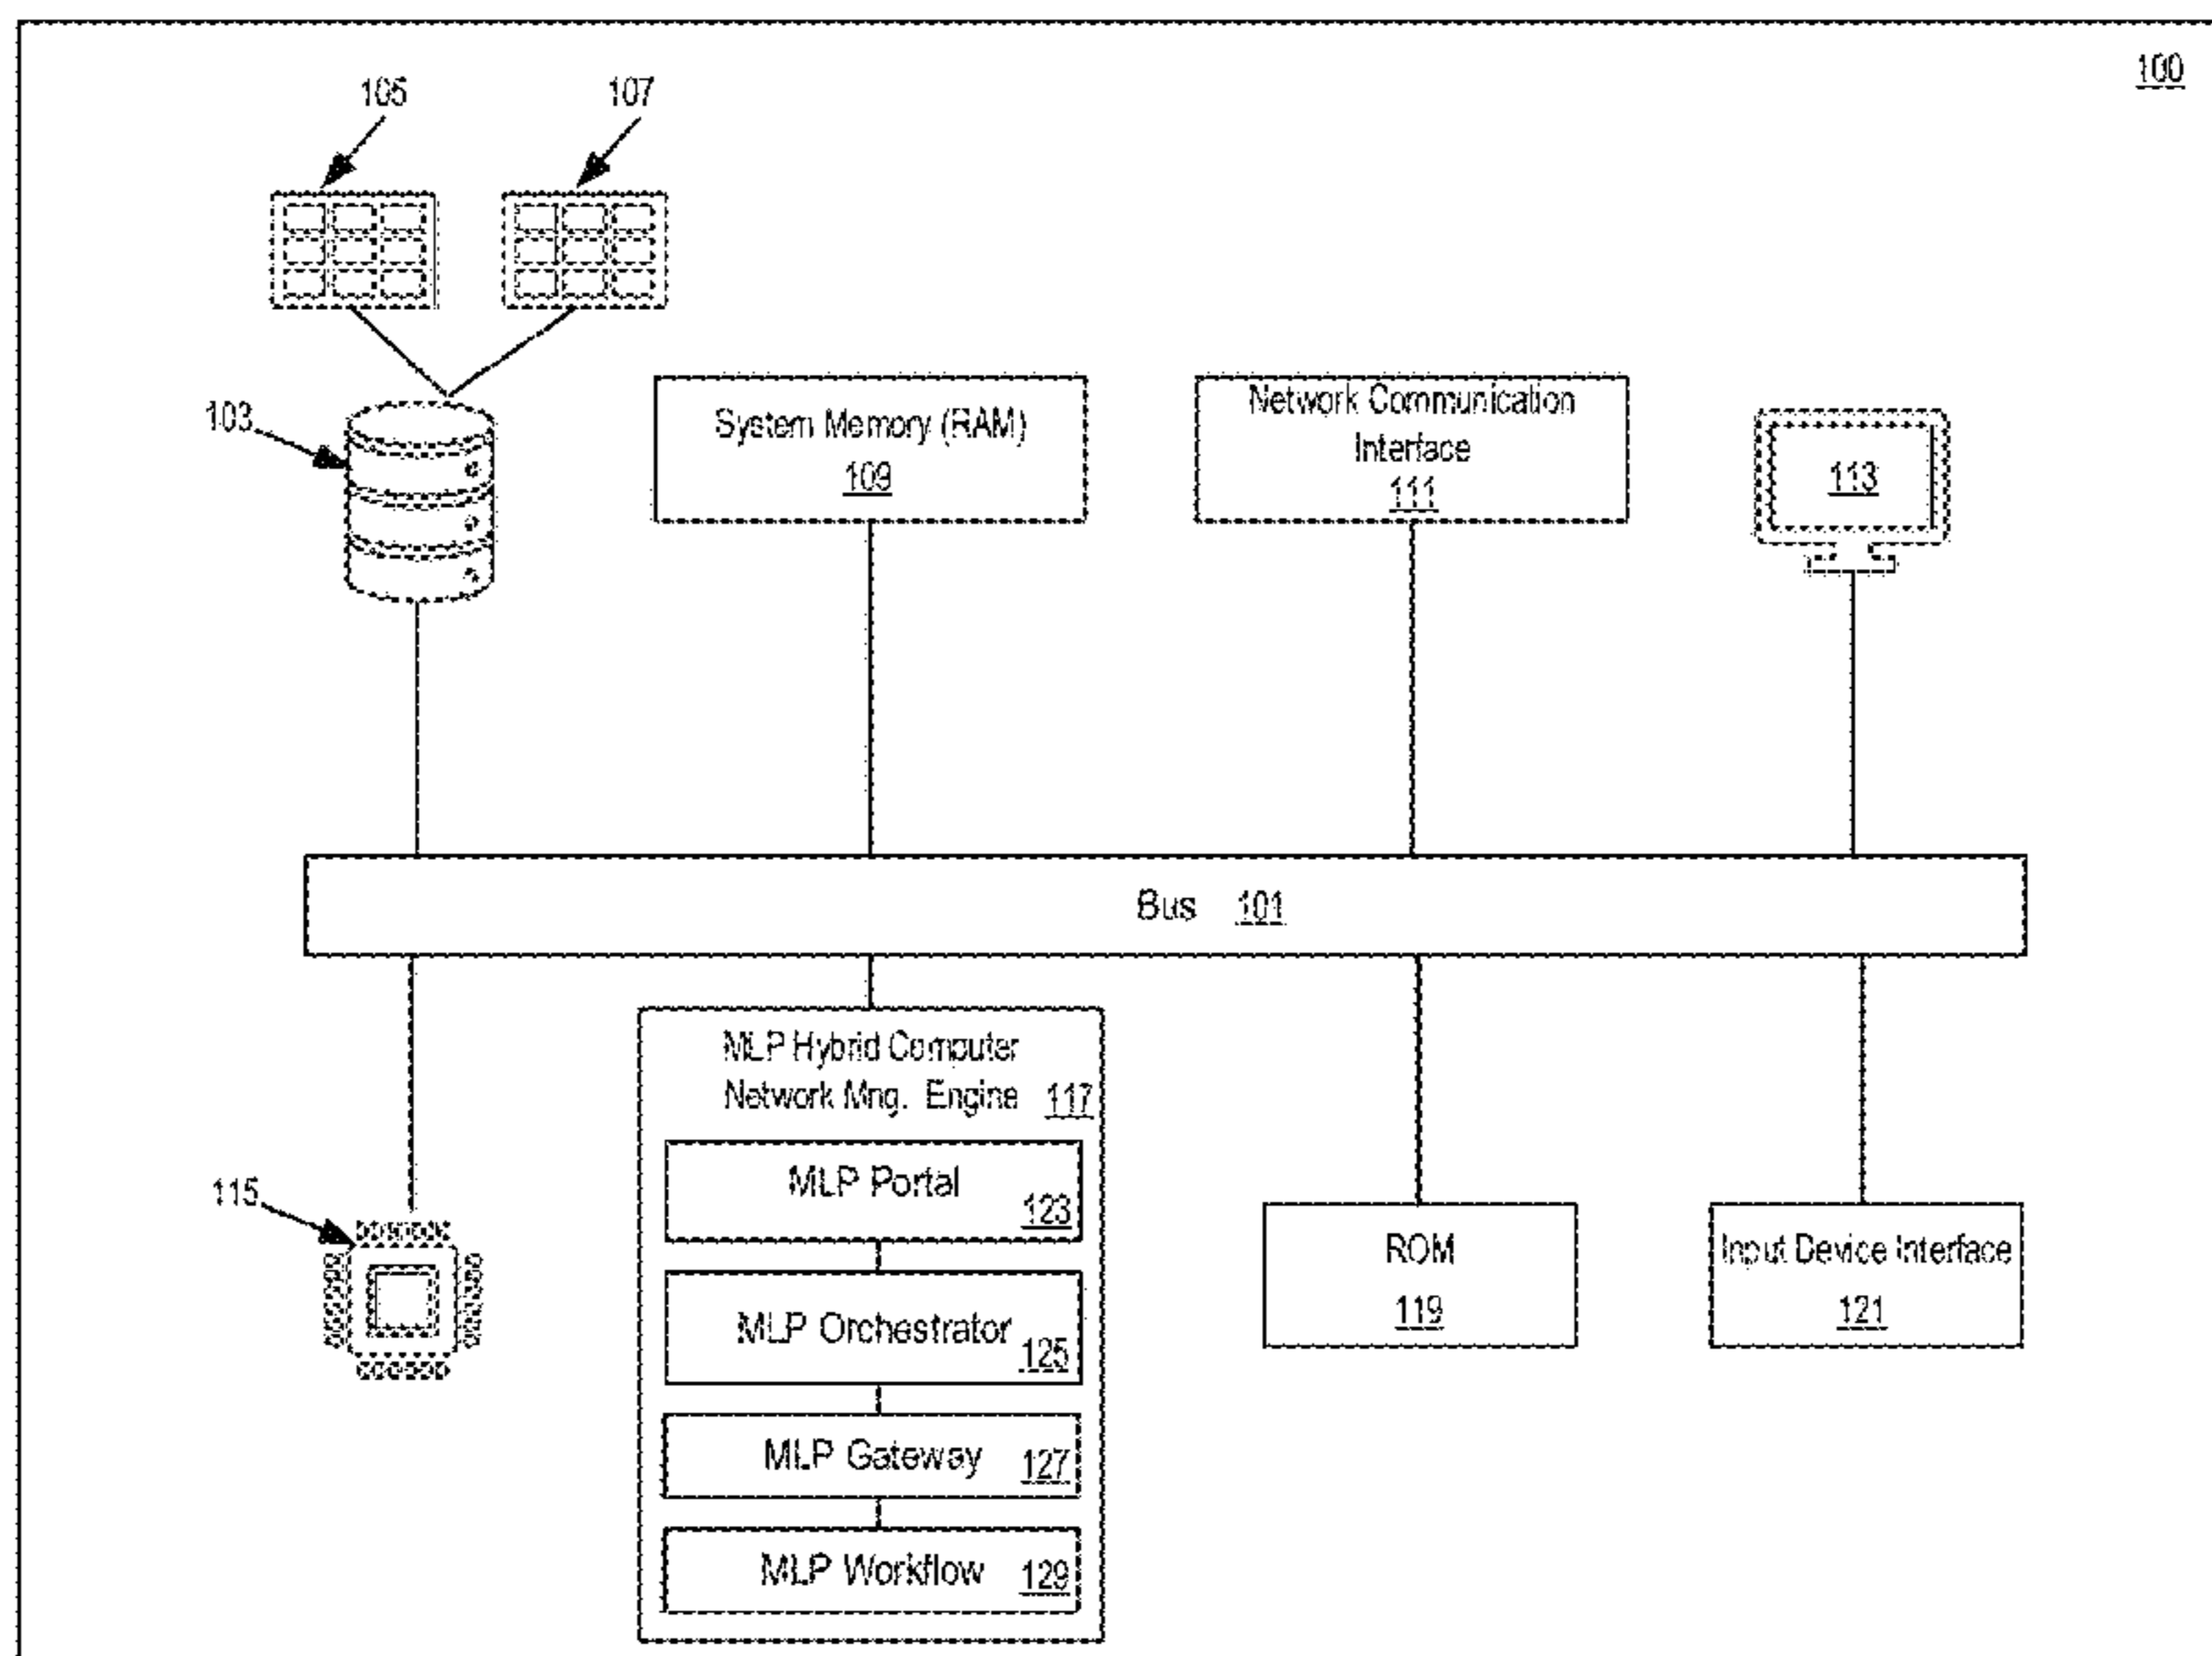 100
105
107
103
System Memory (RAM)
109
Network Communication
Interface
111
113
Bus 101
MLP Hybrid Computer
Network Mng. Engine 117
MLP Portal
123
MLP Orchestrator
125
MLP Gateway 127
MLP Workflow 129
115
ROM
119
Input Device Interface
121